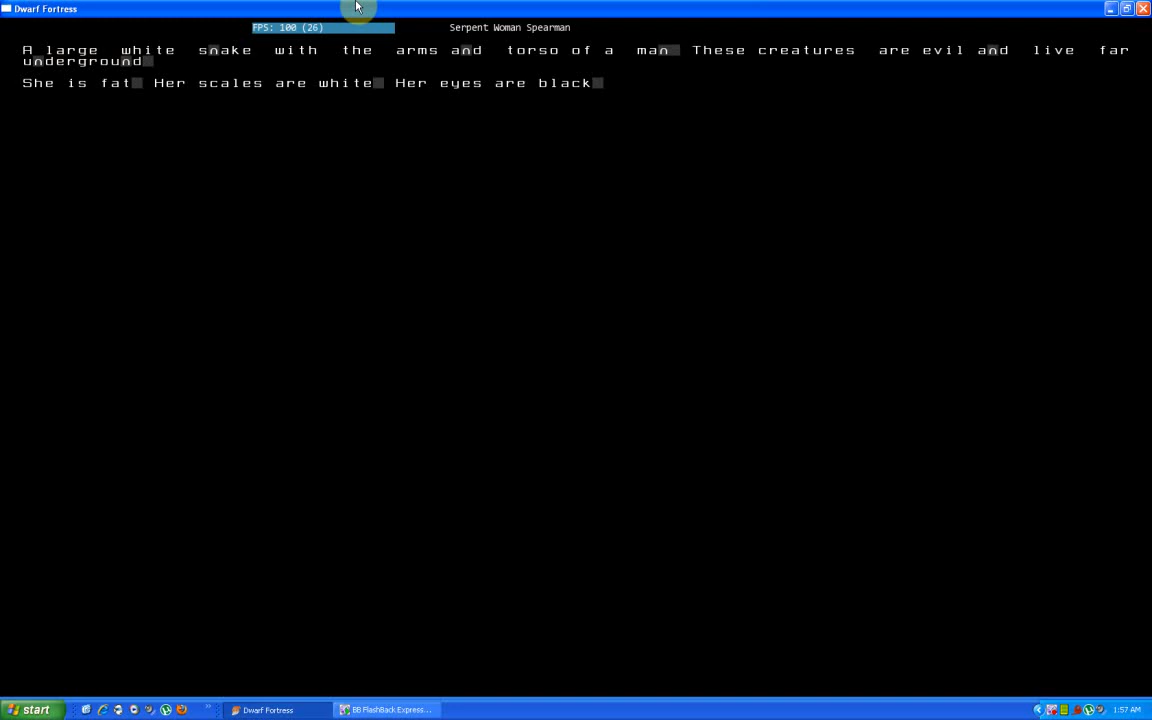 Dwarf Fortress
FPS: 100 (26) Serpent Woman Spearman
A large white snake with the arms and torso of a man. These creatures are evil and live far
underground.
She is fat. Her scales are white. Her eyes are black.
start Dwarf Fortress BB FlashBack Express... 1:57 AM